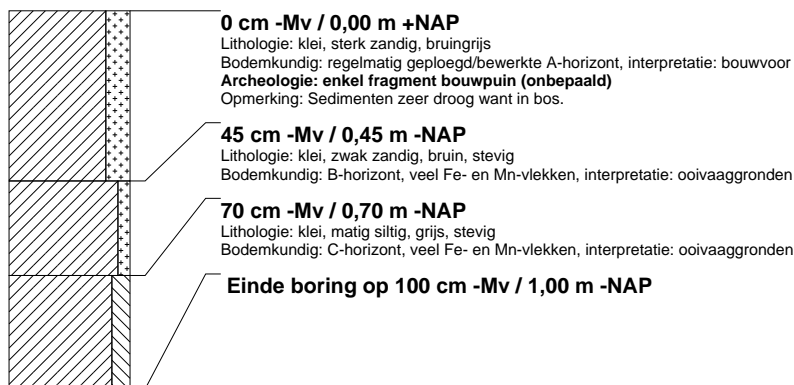 0 cm -Mv / 0,00 m +NAP
Lithologie: klei, sterk zandig, bruingrijs
Bodemkundig: regelmatig geploegd/bewerkte A-horizont, interpretatie: bouwvoor
Archeologie: enkel fragment bouwpuin (onbepaald)
Opmerking: Sedimenten zeer droog want in bos.
45 cm -Mv / 0,45 m -NAP
Lithologie: klei, zwak zandig, bruin, stevig
Bodemkundig: B-horizont, veel Fe- en Mn-vlekken, interpretatie: ooivaaggronden
70 cm -Mv / 0,70 m -NAP
Lithologie: klei, matig siltig, grijs, stevig
Bodemkundig: C-horizont, veel Fe- en Mn-vlekken, interpretatie: ooivaaggronden
Einde boring op 100 cm -Mv / 1,00 m -NAP